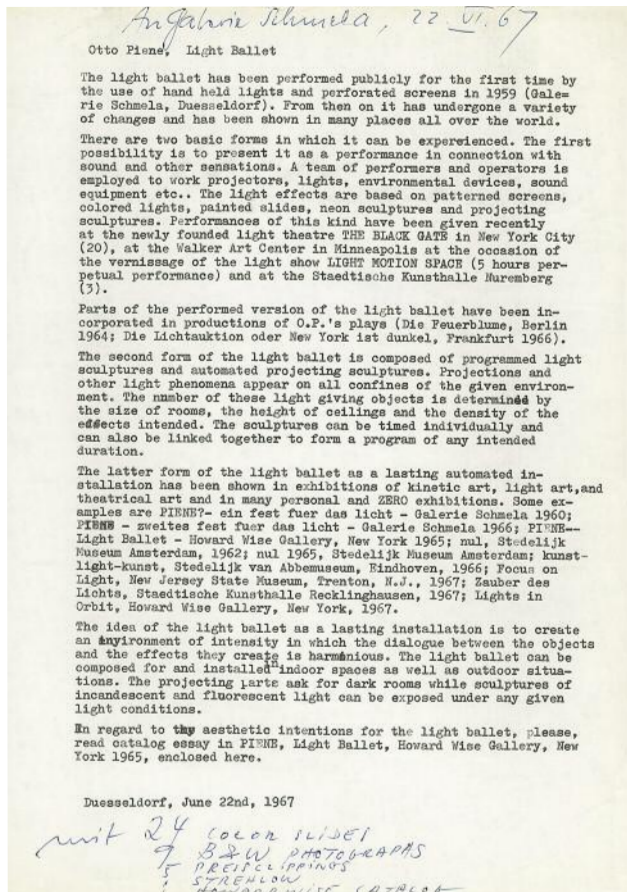 An Galerie Schmela, 22. VI. 67
Otto Piene, Light Ballet
The light ballet has been performed publicly for the first time by
the use of hand held lights and perforated screens in 1959 (Gale=
rie Schmela, Duesseldorf). From then on it has undergone a variety
of changes and has been shown in many places all over the world.
There are two basic forms in which it can be expereienced. The first
possibility is to present it as a performance in connection with
sound and other sensations. A team of performers and operators is
employed to work projectors, lights, environmental devices, sound
equipment etc.. The light effects are based on patterned screens,
colored lights, painted slides, neon sculptures and projecting
sculptures. Performances of this kind have been given recently
at the newly founded light theatre THE BLACK GATE in New York City
(20), at the Walker Art Center in Minneapolis at the occasion of
the vernissage of the light show LIGHT MOTION SPACE (5 hours per-
petual performance) and at the Staedtische Kunsthalle Nuremberg
(3).
Parts of the performed version of the light ballet have been in-
corporated in productions of O.P.'s plays (Die Feuerblume, Berlin
1964; Die Lichtauktion oder New York ist dunkel, Frankfurt 1966).
The second form of the light ballet is composed of programmed light
sculptures and automated projecting sculptures. Projections and
other light phenomena appear on all confines of the given environ-
ment. The number of these light giving objects is determined by
the size of rooms, the height of ceilings and the density of the
effects intended. The sculptures can be timed individually and
can also be linked together to form a program of any intended
duration.
The latter form of the light ballet as a lasting automated in-
stallation has been shown in exhibitions of kinetic art, light art,and
theatrical art and in many personal and ZERO exhibitions. Some ex-
amples are PIENE?- ein fest fuer das licht - Galerie Schmela 1960;
PIENE - zweites fest fuer das licht - Galerie Schmela 1966; PIENE--
Light Ballet - Howard Wise Gallery, New York 1965; nul, Stedelijk
Museum Amsterdam, 1962; nul 1965, Stedelijk Museum Amsterdam; kunst-
light-kunst, Stedelijk van Abbemuseum, Eindhoven, 1966; Focus on
Light, New Jersey State Museum, Trenton, N.J., 1967; Zauber des
Lichts, Staedtische Kunsthalle Recklinghausen, 1967; Lights in
Orbit, Howard Wise Gallery, New York, 1967.
The idea of the light ballet as a lasting installation is to create
an environment of intensity in which the dialogue between the objects
and the effects they create is harmonious. The light ballet can be
composed for and installed in indoor spaces as well as outdoor situa-
tions. The projecting parts ask for dark rooms while sculptures of
incandescent and fluorescent light can be exposed under any given
light conditions.
In regard to the aesthetic intentions for the light ballet, please,
read catalog essay in PIENE, Light Ballet, Howard Wise Gallery, New
York 1965, enclosed here.
Duesseldorf, June 22nd, 1967
mit 24 COLOR SLIDES
9 B&W PHOTOGRAPHS
5 PREISCLIPPINGS
1 STREHLOW
HOWARD WISE CATALOG